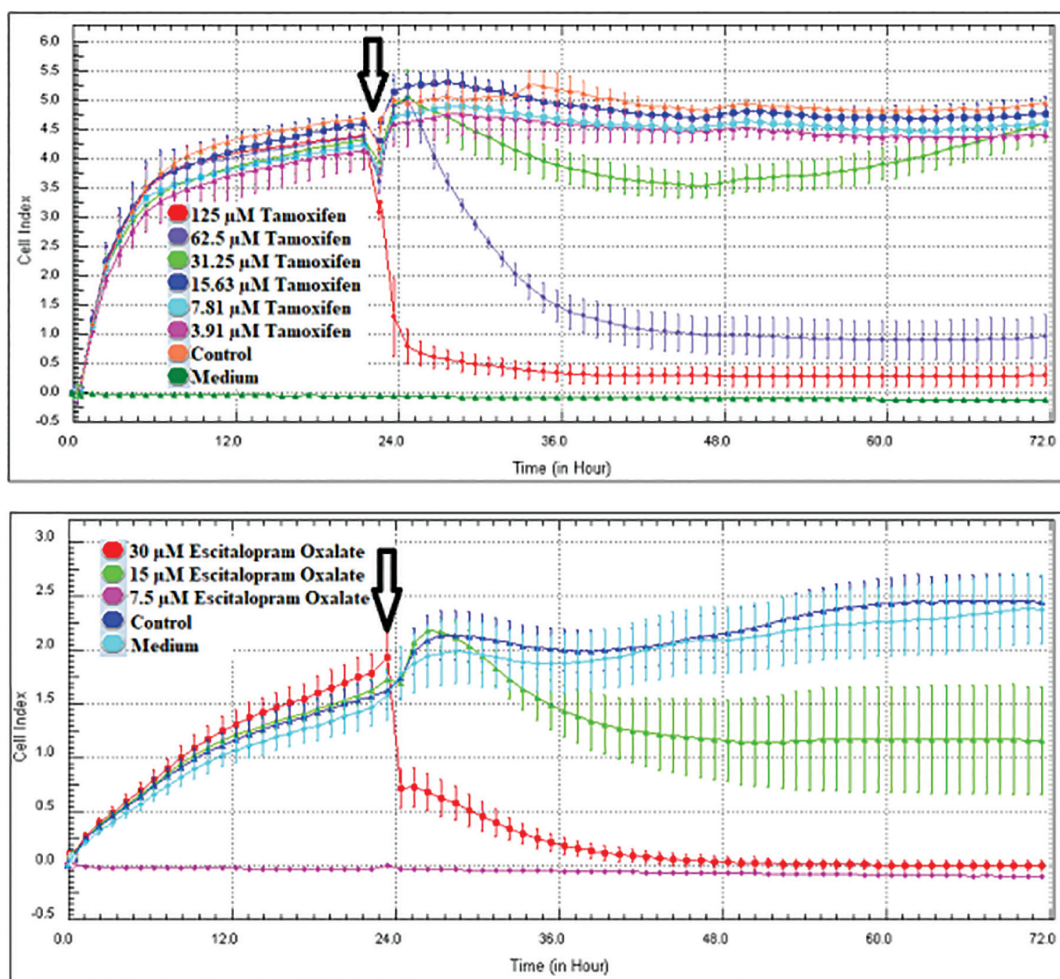 6.0
5.5
5.0
4.5
4.0
3.5
3.0
2.5
2.0
1.5
1.0
0.5
0.0
-0.5
Cell Index
125 µM Tamoxifen
62.5 µM Tamoxifen
31.25 µM Tamoxifen
15.63 µM Tamoxifen
7.81 µM Tamoxifen
3.91 µM Tamoxifen
Control
Medium
0.0 12.0 24.0 36.0 48.0 60.0 72.0
Time (in Hour)
3.0
2.5
2.0
1.5
1.0
0.5
0.0
-0.5
Cell Index
30 µM Escitalopram Oxalate
15 µM Escitalopram Oxalate
7.5 µM Escitalopram Oxalate
Control
Medium
0.0 12.0 24.0 36.0 48.0 60.0 72.0
Time (in Hour)